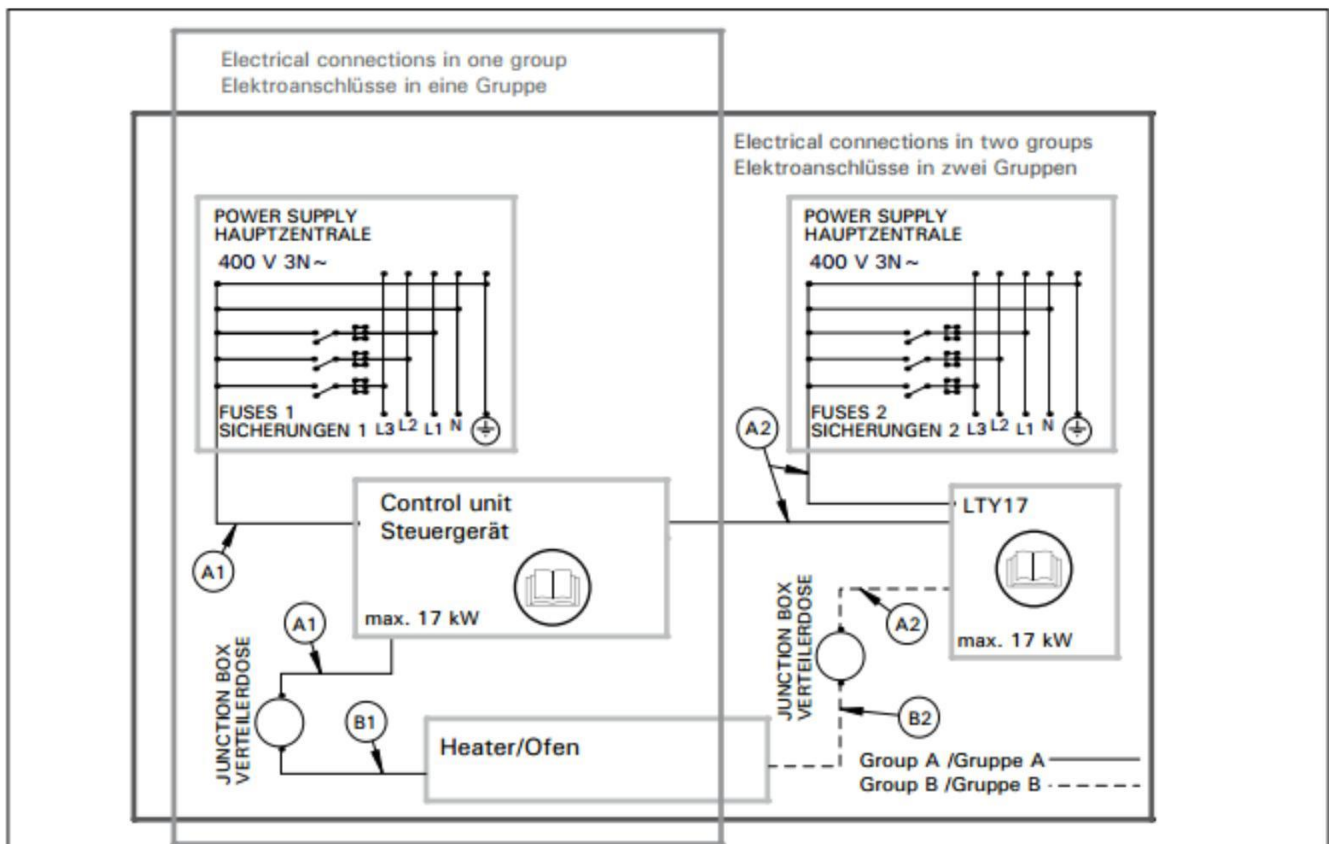 Electrical connections in one group
Elektroanschlüsse in eine Gruppe
Electrical connections in two groups
Elektroanschlüsse in zwei Gruppen
POWER SUPPLY
HAUPTZENTRALE
400 V 3N~
FUSES 1
SICHERUNGEN 1 L3 L2 L1 N
POWER SUPPLY
HAUPTZENTRALE
400 V 3N~
FUSES 2
SICHERUNGEN 2 L3 L2 L1 N
A2
Control unit
Steuergerät
max. 17 kW
LTY17
max. 17 kW
A1
A1
A2
JUNCTION BOX
VERTEILERDOSE
JUNCTION BOX
VERTEILERDOSE
B1
B2
Heater/Ofen
Group A /Gruppe A
Group B /Gruppe B